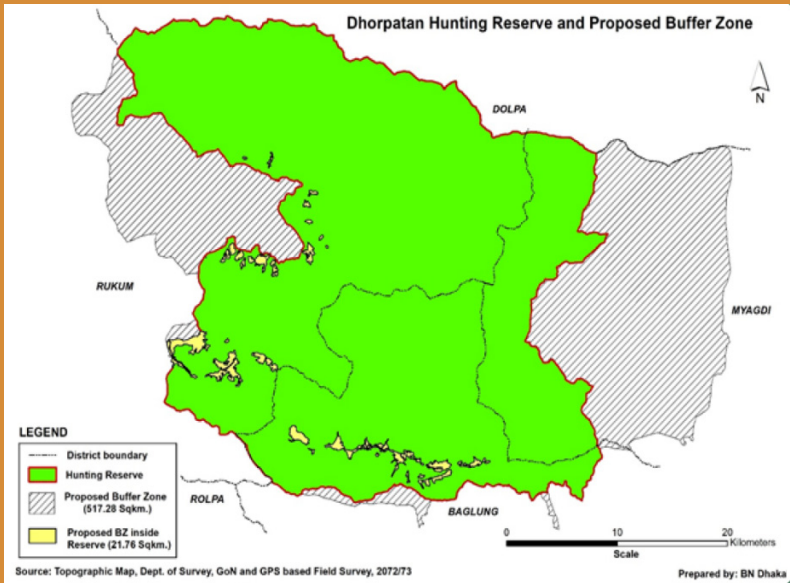 Dhorpatan Hunting Reserve and Proposed Buffer Zone
N
DOLPA
RUKUM
MYAGDI
LEGEND
District boundary
Hunting Reserve
Proposed Buffer Zone
(517.28 Sqkm.)
Proposed BZ inside
Reserve (21.76 Sqkm.)
ROLPA
BAGLUNG
0 10 20
Kilometers
Scale
Source: Topographic Map, Dept. of Survey, GoN and GPS based Field Survey, 2072/73
Prepared by: BN Dhaka